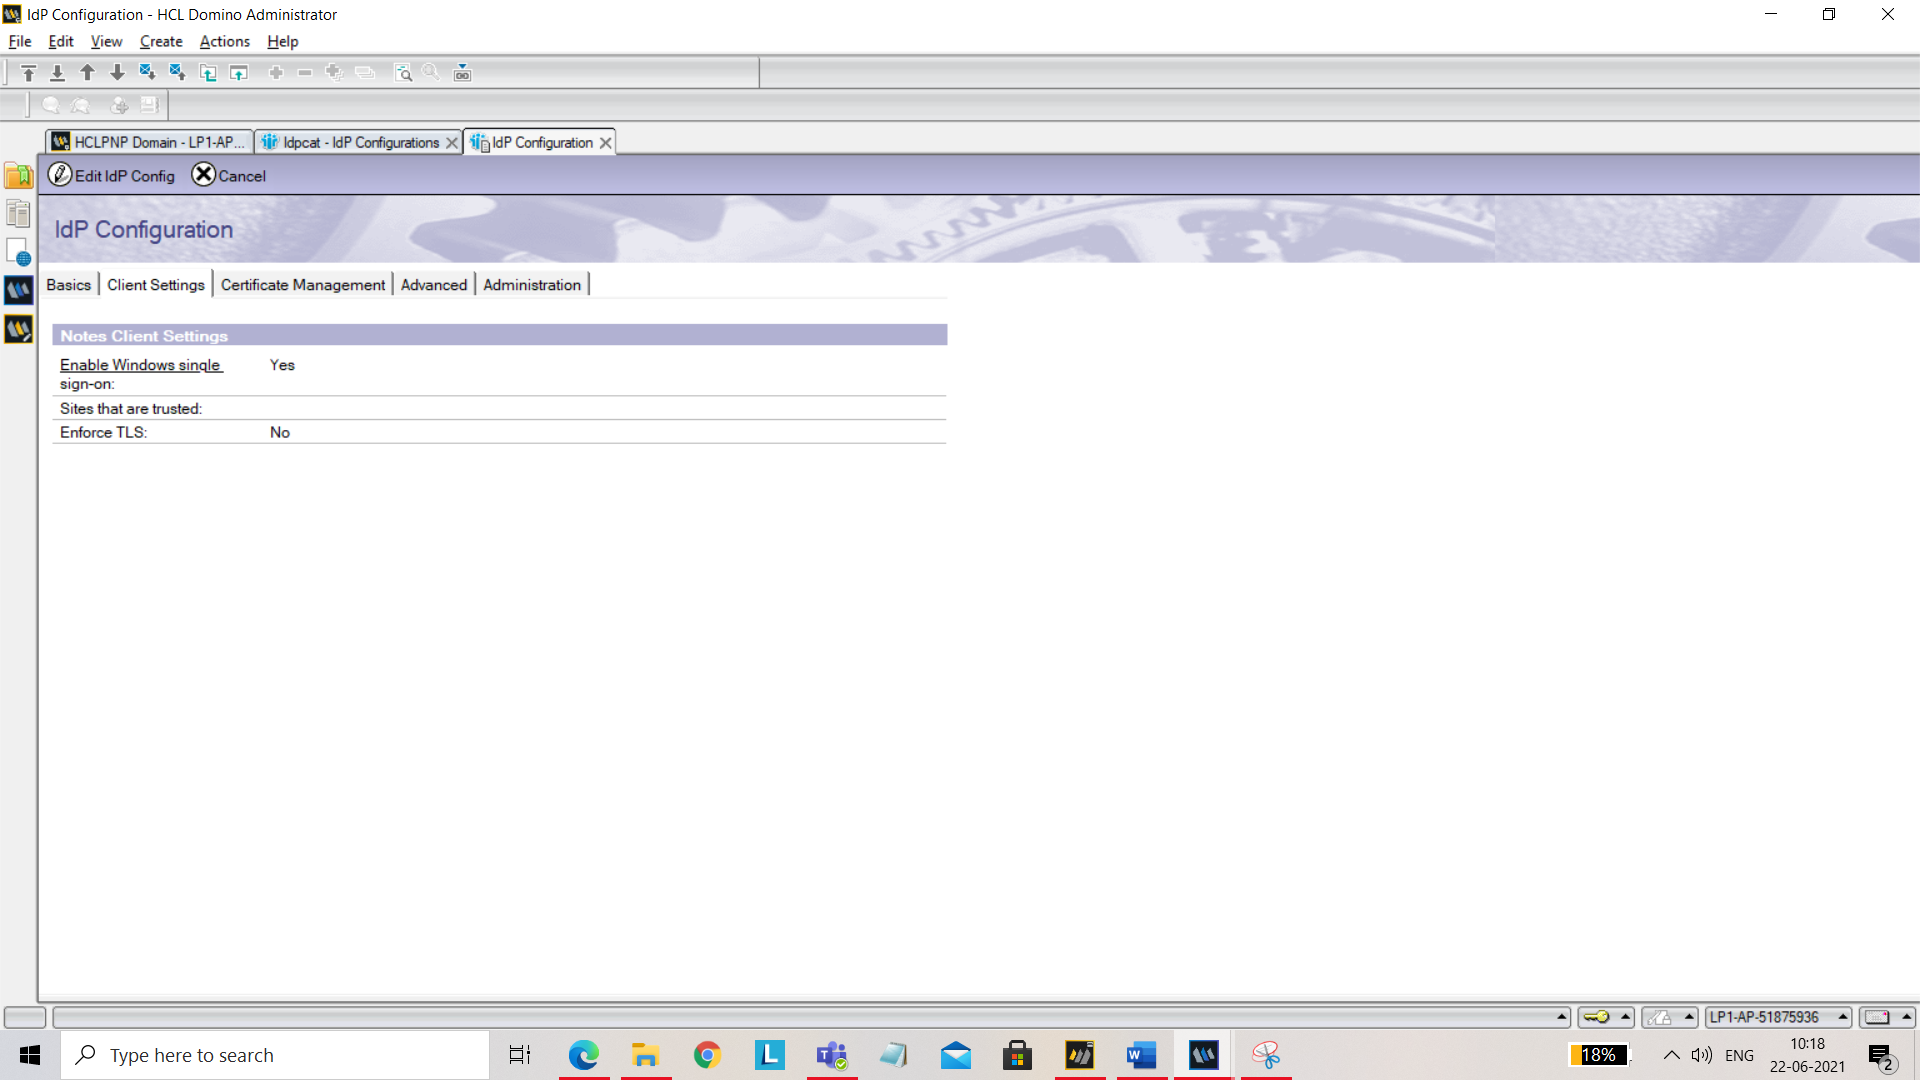 IdP Configuration - HCL Domino Administrator
File Edit View Create Actions Help
HCLPNP Domain - LP1-AP... Idpcat - IdP Configurations IdP Configuration
Edit IdP Config Cancel
IdP Configuration
Basics Client Settings Certificate Management Advanced Administration
Notes Client Settings
Enable Windows single Yes
sign-on:
Sites that are trusted:
Enforce TLS: No
LP1-AP-51875936
Type here to search
18%
ENG
10:18
22-06-2021
2